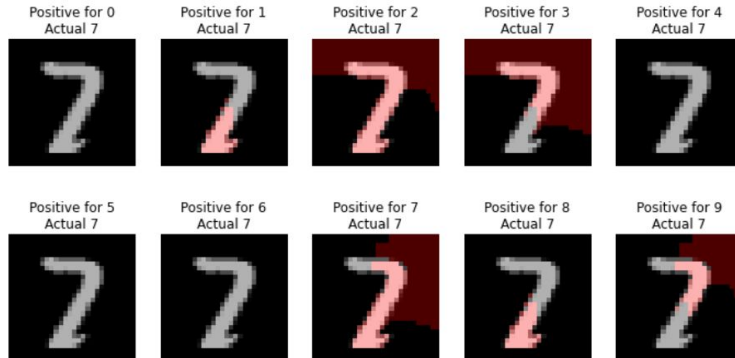 Positive for 0
Actual 7
Positive for 1
Actual 7
Positive for 2
Actual 7
Positive for 3
Actual 7
Positive for 4
Actual 7
Positive for 5
Actual 7
Positive for 6
Actual 7
Positive for 7
Actual 7
Positive for 8
Actual 7
Positive for 9
Actual 7